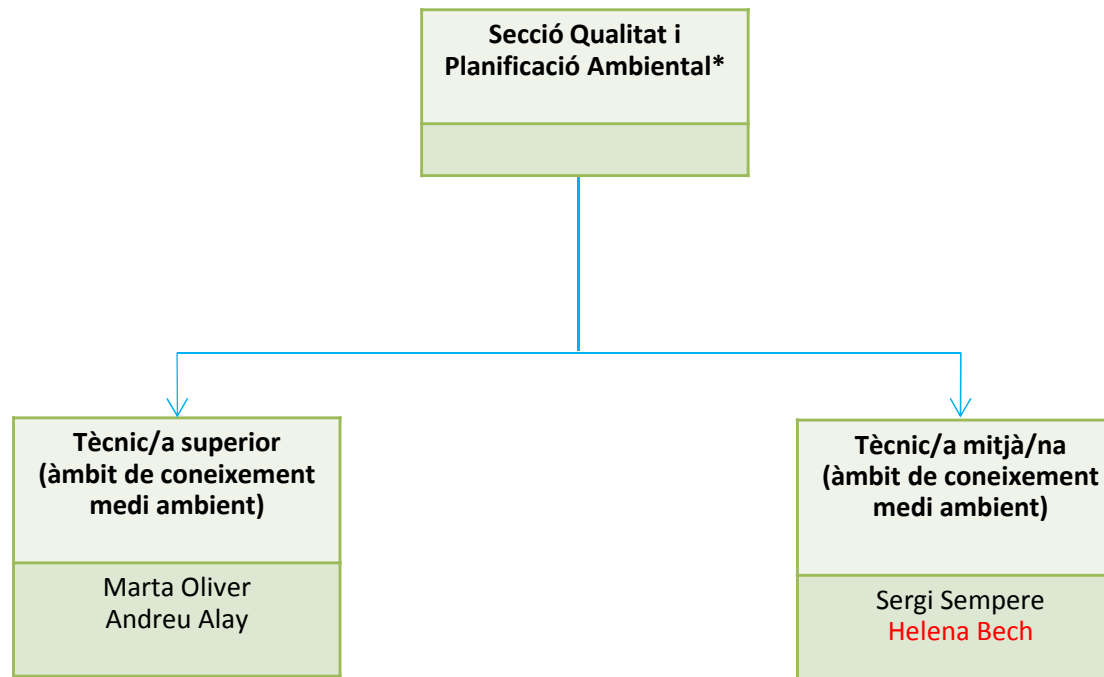 Secció Qualitat i
Planificació Ambiental*
Tècnic/a superior
(àmbit de coneixement
medi ambient)
Marta Oliver
Andreu Alay
Tècnic/a mitjà/na
(àmbit de coneixement
medi ambient)
Sergi Sempere
Helena Bech